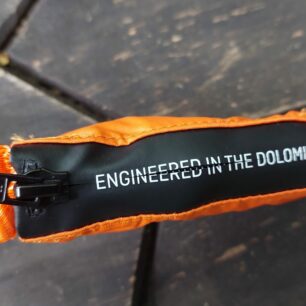 ENGINEERED IN THE DOLOMI